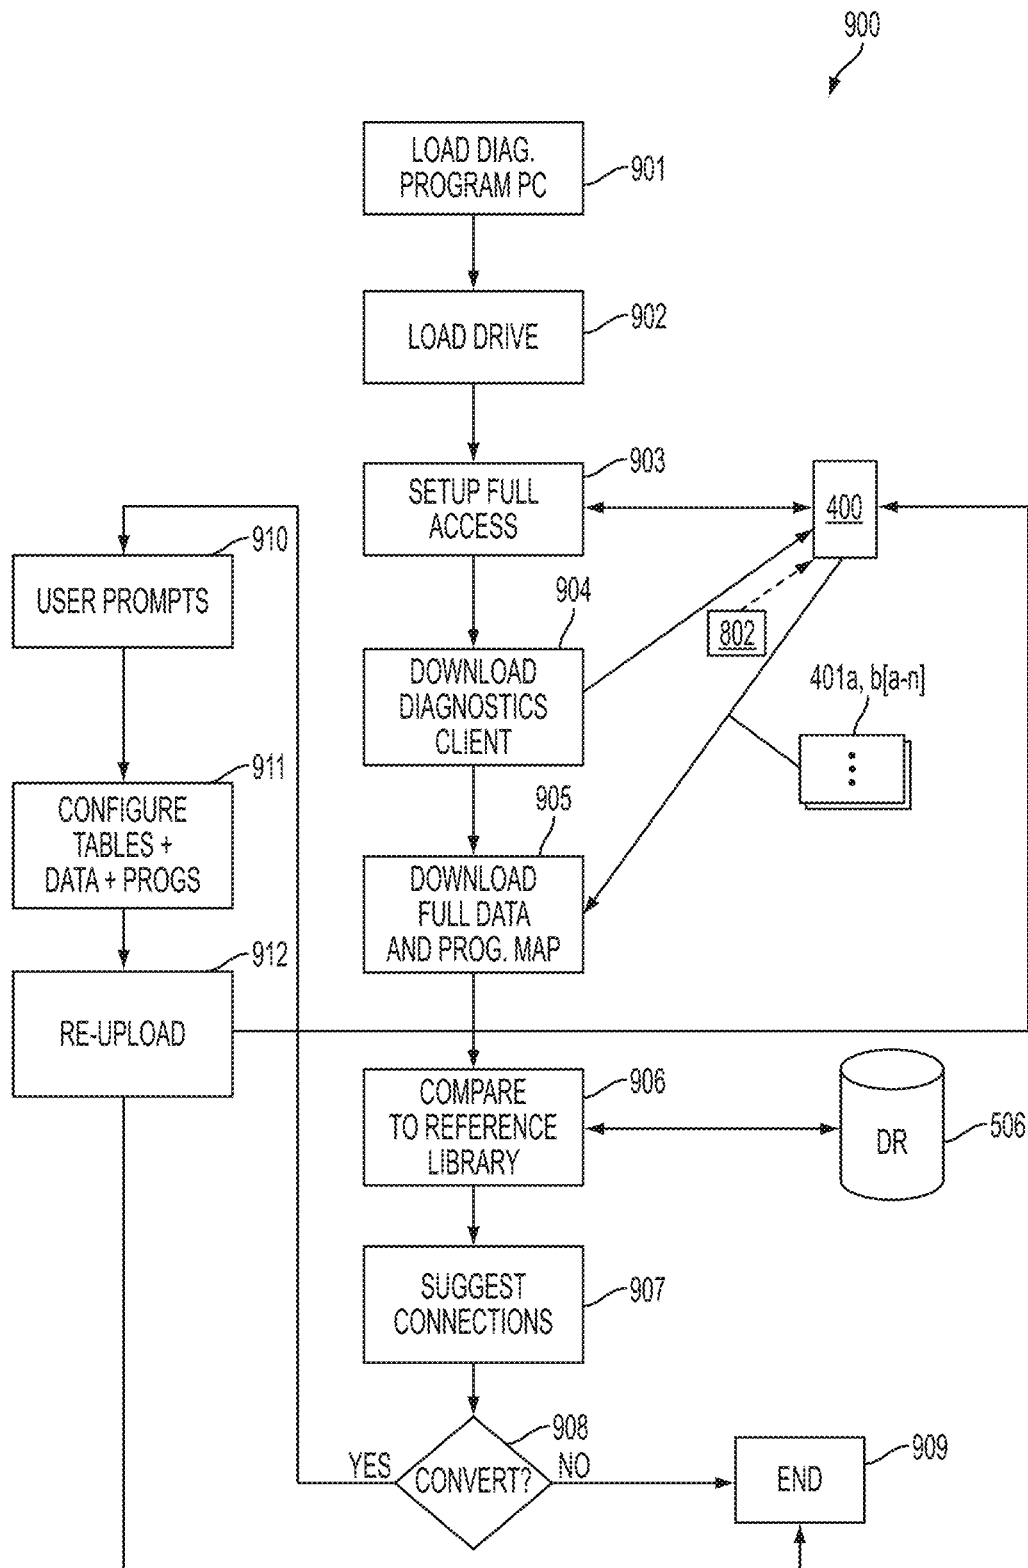 900
LOAD DIAG.
PROGRAM PC
901
LOAD DRIVE
902
SETUP FULL
ACCESS
903
400
910
USER PROMPTS
904
802
DOWNLOAD
DIAGNOSTICS
CLIENT
401a, b[a-n]
911
CONFIGURE
TABLES +
DATA + PROGS
905
DOWNLOAD
FULL DATA
AND PROG. MAP
912
RE-UPLOAD
COMPARE
TO REFERENCE
LIBRARY
906
DR
506
SUGGEST
CONNECTIONS
907
908
YES
CONVERT?
NO
END
909